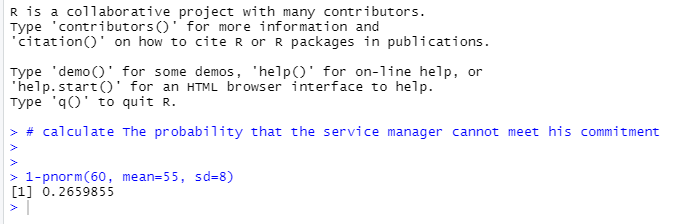 R is a collaborative project with many contributors.
Type 'contributors()' for more information and
'citation()' on how to cite R or R packages in publications.
Type 'demo()' for some demos, 'help()' for on-line help, or
'help.start()' for an HTML browser interface to help.
Type 'q()' to quit R.
> # calculate The probability that the service manager cannot meet his commitment
>
>
> 1-pnorm(60, mean=55, sd=8)
[1] 0.2659855
>